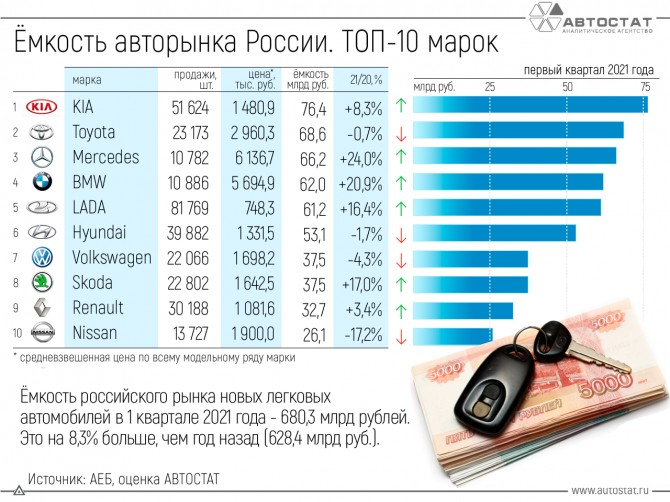 АВТОСТАТ
АНАЛИТИЧЕСКОЕ АГЕНТСТВО
Ёмкость авторынка России. ТОП-10 марок
марка продажи, шт. цена*, тыс. руб. ёмкость млрд руб. 21/20, %
первый квартал 2021 года
млрд руб. 25 50 75
1 KIA KIA 51 624 1 480,9 76,4 +8,3%
2 Toyota 23 173 2 960,3 68,6 -0,7%
3 Mercedes 10 782 6 136,7 66,2 +24,0%
4 BMW 10 886 5 694,9 62,0 +20,9%
5 LADA 81 769 748,3 61,2 +16,4%
6 Hyundai 39 882 1 331,5 53,1 -1,7%
7 Volkswagen 22 066 1 698,2 37,5 -4,3%
8 Skoda 22 802 1 642,5 37,5 +17,0%
9 Renault 30 188 1 081,6 32,7 +3,4%
10 NISSAN Nissan 13 727 1 900,0 26,1 -17,2%
* средневзвешенная цена по всему модельному ряду марки
5000
5000
Ёмкость российского рынка новых легковых
автомобилей в 1 квартале 2021 года - 680,3 млрд рублей.
Это на 8,3% больше, чем год назад (628,4 млрд руб.).
Источник: АЕБ, оценка АВТОСТАТ
www.autostat.ru